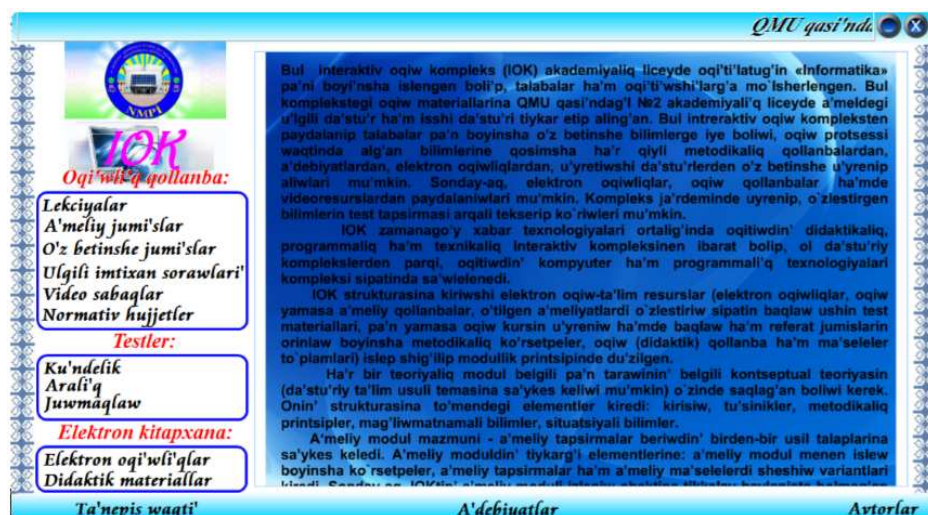 QMU qasi'nda
NMPI
IOK
Oqi'wli'q qollanba:
Lekciyalar
A'meliy jumi'slar
O'z betinshe jumi'slar
Ulgili imtixan sorawlari'
Video sabaqlar
Normativ hujjetler
Testler:
Ku'ndelik
Arali'q
Juwmaqlaw
Elektron kitapxana:
Elektron oqi'wli'qlar
Didaktik materiallar
Bul interaktiv oqiw kompleks (IOK) akademiyaliq liceyde oqi'ti'latug'in «Informatika»
pa'ni boyi'nsha islengen boli'p, talabalar ha'm oqi'ti'wshi'larg'a mo`lsherlengen. Bul
komplekstegi oqiw materiallarina QMU qasi'ndag'I №2 akademiyali'q liceyde a'meldegi
u'lgili da'stu'r ha'm isshi da'stu'ri tiykar etip aling'an. Bul intreaktiv oqiw kompleksten
paydalanip talabalar pa'n boyinsha o'z betinshe bilimlerge iye boliwi, oqiw protsessi
waqtinda alg'an bilimlerine qosimsha ha'r qiyli metodikaliq qollanbalardan,
a'debiyatlardan, elektron oqiwliqlardan, u'yretiwshi da'stu'rlerden o'z betinshe u'yrenip
aliwlari mu'mkin. Sonday-aq, elektron oqiwliqlar, oqiw qollanbalar ha'mde
videoresurslardan paydalaniwlari mu'mkin. Kompleks ja'rdeminde uyrenip, o`zlestirgen
bilimlerin test tapsirmasi arqali tekserip ko`riwleri mu'mkin.
IOK zamanago'y xabar texnologiyalari ortalig'inda oqitiwdin' didaktikaliq,
programmaliq ha'm texnikaliq interaktiv kompleksinen ibarat bolip, ol da'stu'riy
komplekslerden parqi, oqitiwdin' kompyuter ha'm programmali'q texnologiyalari
kompleksi sipatinda sa'wielenedi.
IOK strukturasina kiriwshi elektron oqiw-ta'lim resurslar (elektron oqiwliqlar, oqiw
yamasa a'meliy qollanbalar, o'tilgen a'meliyatlardi o`zlestiriw sipatin baqlaw ushin test
materiallari, pa'n yamasa oqiw kursin u'yreniw ha'mde baqlaw ha'm referat jumislarin
orinlaw boyinsha metodikaliq ko'rsetpeler, oqiw (didaktik) qollanba ha'm ma'seleler
to`plamlari) islep shig'ilip modullik printsipinde du'zilgen.
Ha'r bir teoriyaliq modul belgili pa'n tarawinin' belgili kontseptual teoriyasin
(da'stu'riy ta'lim usuli temasina sa'ykes keliwi mu'mkin) o`zinde saqlag'an boliwi kerek.
Onin' strukturasina to'mendegi elementler kiredi: kirisiw, tu'sinikler, metodikaliq
printsipler, mag'liwmatnamali bilimler, situatsiyali bilimler.
A'meliy modul mazmuni - a'meliy tapsirmalar beriwdin' birden-bir usil talaplarina
sa'ykes keledi. A'meliy moduldin' tiykarg'i elementlerine: a'meliy modul menen islew
boyinsha ko`rsetpeler, a'meliy tapsirmalar ha'm a'meliy ma'selelerdi sheshiw variantlari
Ta'nepis waqti'
A'debiyatlar
Avtorlar